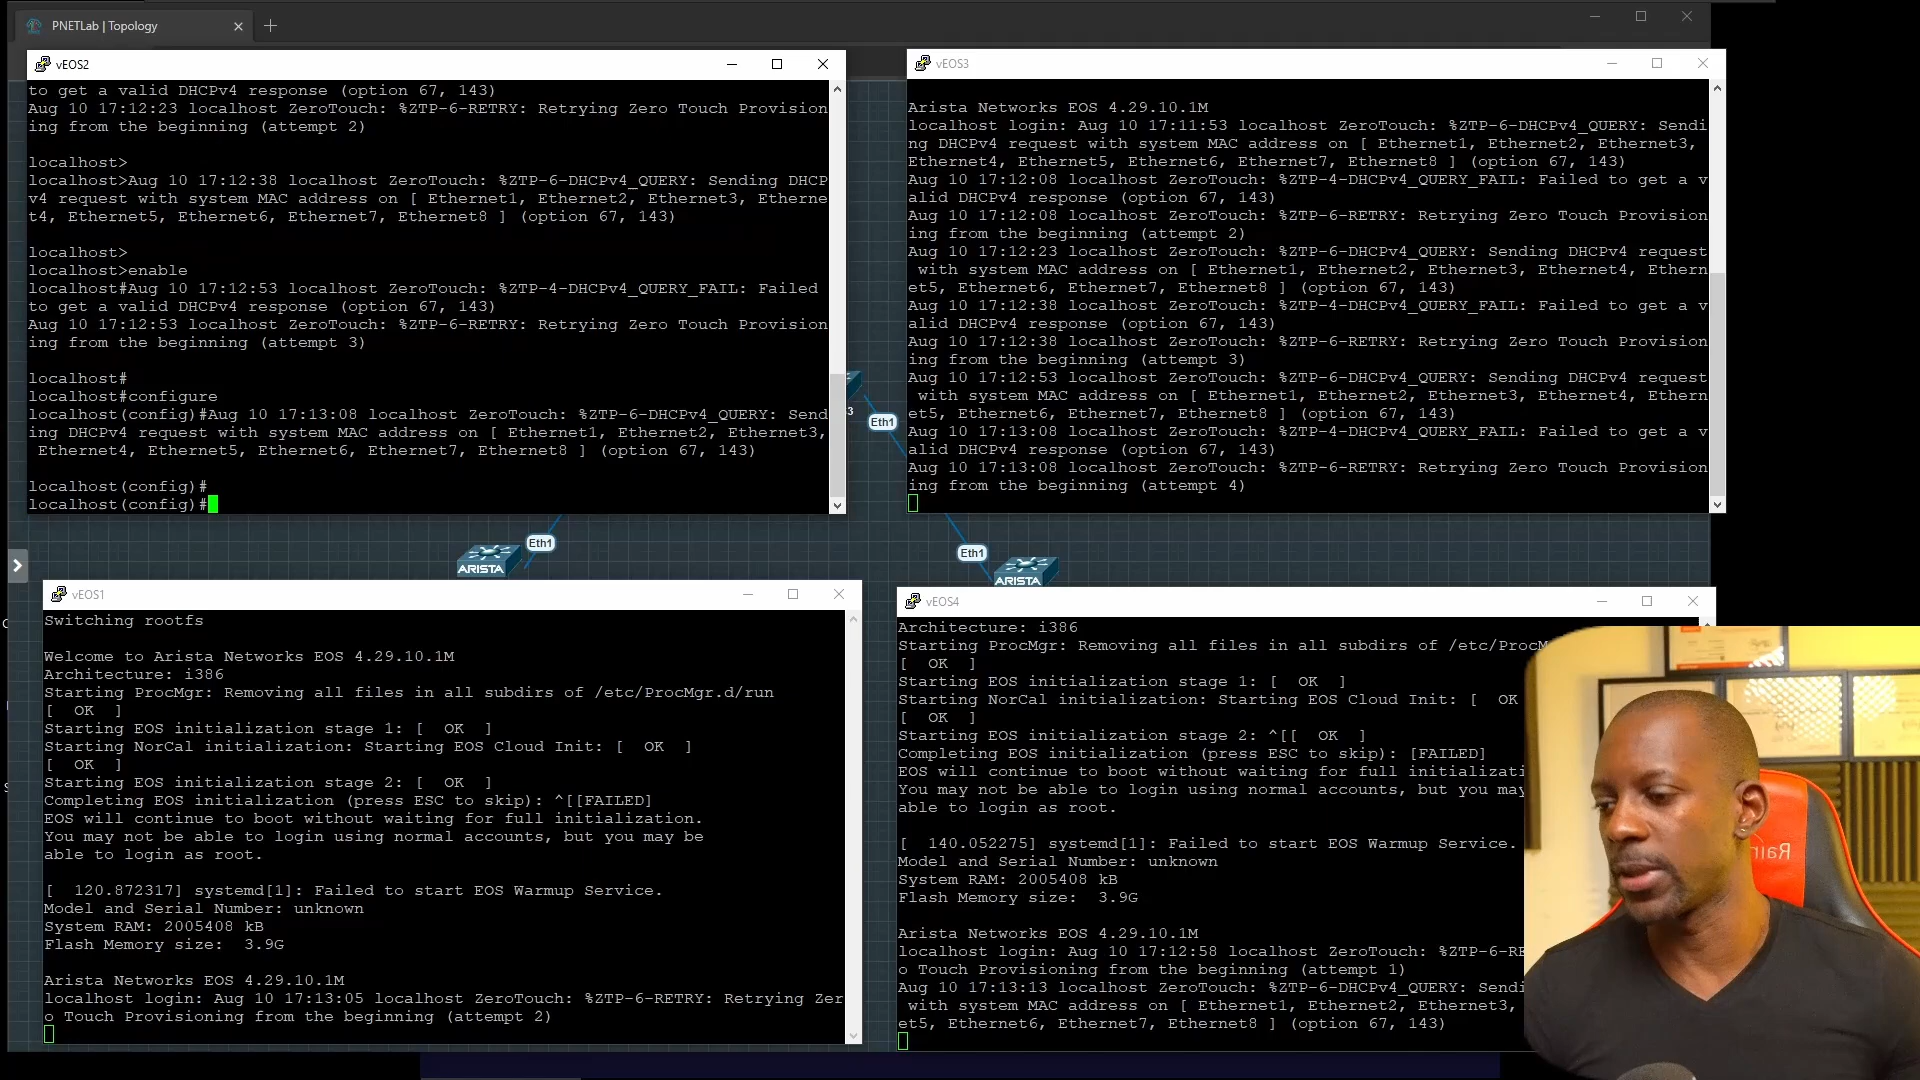 PNETLab | Topology
vEOS2
to get a valid DHCPv4 response (option 67, 143)
Aug 10 17:12:23 localhost ZeroTouch: %ZTP-6-RETRY: Retrying Zero Touch Provision
ing from the beginning (attempt 2)
localhost>
localhost>Aug 10 17:12:38 localhost ZeroTouch: %ZTP-6-DHCPv4_QUERY: Sending DHCP
v4 request with system MAC address on [ Ethernet1, Ethernet2, Ethernet3, Etherne
t4, Ethernet5, Ethernet6, Ethernet7, Ethernet8 ] (option 67, 143)
localhost>
localhost>enable
localhost#Aug 10 17:12:53 localhost ZeroTouch: %ZTP-4-DHCPv4_QUERY_FAIL: Failed
to get a valid DHCPv4 response (option 67, 143)
Aug 10 17:12:53 localhost ZeroTouch: %ZTP-6-RETRY: Retrying Zero Touch Provision
ing from the beginning (attempt 3)
localhost#
localhost#configure
localhost(config)#Aug 10 17:13:08 localhost ZeroTouch: %ZTP-6-DHCPv4_QUERY: Send
ing DHCPv4 request with system MAC address on [ Ethernet1, Ethernet2, Ethernet3,
Ethernet4, Ethernet5, Ethernet6, Ethernet7, Ethernet8 ] (option 67, 143)
localhost(config)#
localhost(config)#
vEOS3
Arista Networks EOS 4.29.10.1M
localhost login: Aug 10 17:11:53 localhost ZeroTouch: %ZTP-6-DHCPv4_QUERY: Sendi
ng DHCPv4 request with system MAC address on [ Ethernet1, Ethernet2, Ethernet3,
Ethernet4, Ethernet5, Ethernet6, Ethernet7, Ethernet8 ] (option 67, 143)
Aug 10 17:12:08 localhost ZeroTouch: %ZTP-4-DHCPv4_QUERY_FAIL: Failed to get a v
alid DHCPv4 response (option 67, 143)
Aug 10 17:12:08 localhost ZeroTouch: %ZTP-6-RETRY: Retrying Zero Touch Provision
ing from the beginning (attempt 2)
Aug 10 17:12:23 localhost ZeroTouch: %ZTP-6-DHCPv4_QUERY: Sending DHCPv4 request
with system MAC address on [ Ethernet1, Ethernet2, Ethernet3, Ethernet4, Ethern
et5, Ethernet6, Ethernet7, Ethernet8 ] (option 67, 143)
Aug 10 17:12:38 localhost ZeroTouch: %ZTP-4-DHCPv4_QUERY_FAIL: Failed to get a v
alid DHCPv4 response (option 67, 143)
Aug 10 17:12:38 localhost ZeroTouch: %ZTP-6-RETRY: Retrying Zero Touch Provision
ing from the beginning (attempt 3)
Aug 10 17:12:53 localhost ZeroTouch: %ZTP-6-DHCPv4_QUERY: Sending DHCPv4 request
with system MAC address on [ Ethernet1, Ethernet2, Ethernet3, Ethernet4, Ethern
et5, Ethernet6, Ethernet7, Ethernet8 ] (option 67, 143)
Aug 10 17:13:08 localhost ZeroTouch: %ZTP-4-DHCPv4_QUERY_FAIL: Failed to get a v
alid DHCPv4 response (option 67, 143)
Aug 10 17:13:08 localhost ZeroTouch: %ZTP-6-RETRY: Retrying Zero Touch Provision
ing from the beginning (attempt 4)
3
Eth1
Eth1
ARISTA
Eth1
ARISTA
vEOS1
Switching rootfs
Welcome to Arista Networks EOS 4.29.10.1M
Architecture: i386
Starting ProcMgr: Removing all files in all subdirs of /etc/ProcMgr.d/run
[  OK  ]
Starting EOS initialization stage 1: [  OK  ]
Starting NorCal initialization: Starting EOS Cloud Init: [  OK  ]
[  OK  ]
Starting EOS initialization stage 2: [  OK  ]
Completing EOS initialization (press ESC to skip): ^[[FAILED]
EOS will continue to boot without waiting for full initialization.
You may not be able to login using normal accounts, but you may be
able to login as root.
[  120.872317] systemd[1]: Failed to start EOS Warmup Service.
Model and Serial Number: unknown
System RAM: 2005408 kB
Flash Memory size:  3.9G
Arista Networks EOS 4.29.10.1M
localhost login: Aug 10 17:13:05 localhost ZeroTouch: %ZTP-6-RETRY: Retrying Zer
o Touch Provisioning from the beginning (attempt 2)
vEOS4
Architecture: i386
Starting ProcMgr: Removing all files in all subdirs of /etc/ProcM
[  OK  ]
Starting EOS initialization stage 1: [  OK  ]
Starting NorCal initialization: Starting EOS Cloud Init: [  OK
[  OK  ]
Starting EOS initialization stage 2: ^[[  OK  ]
Completing EOS initialization (press ESC to skip): [FAILED]
EOS will continue to boot without waiting for full initializati
You may not be able to login using normal accounts, but you may
able to login as root.
[  140.052275] systemd[1]: Failed to start EOS Warmup Service.
Model and Serial Number: unknown
System RAM: 2005408 kB
Flash Memory size:  3.9G
Arista Networks EOS 4.29.10.1M
localhost login: Aug 10 17:12:58 localhost ZeroTouch: %ZTP-6-RE
o Touch Provisioning from the beginning (attempt 1)
Aug 10 17:13:13 localhost ZeroTouch: %ZTP-6-DHCPv4_QUERY: Sendi
with system MAC address on [ Ethernet1, Ethernet2, Ethernet3,
et5, Ethernet6, Ethernet7, Ethernet8 ] (option 67, 143)
Rain